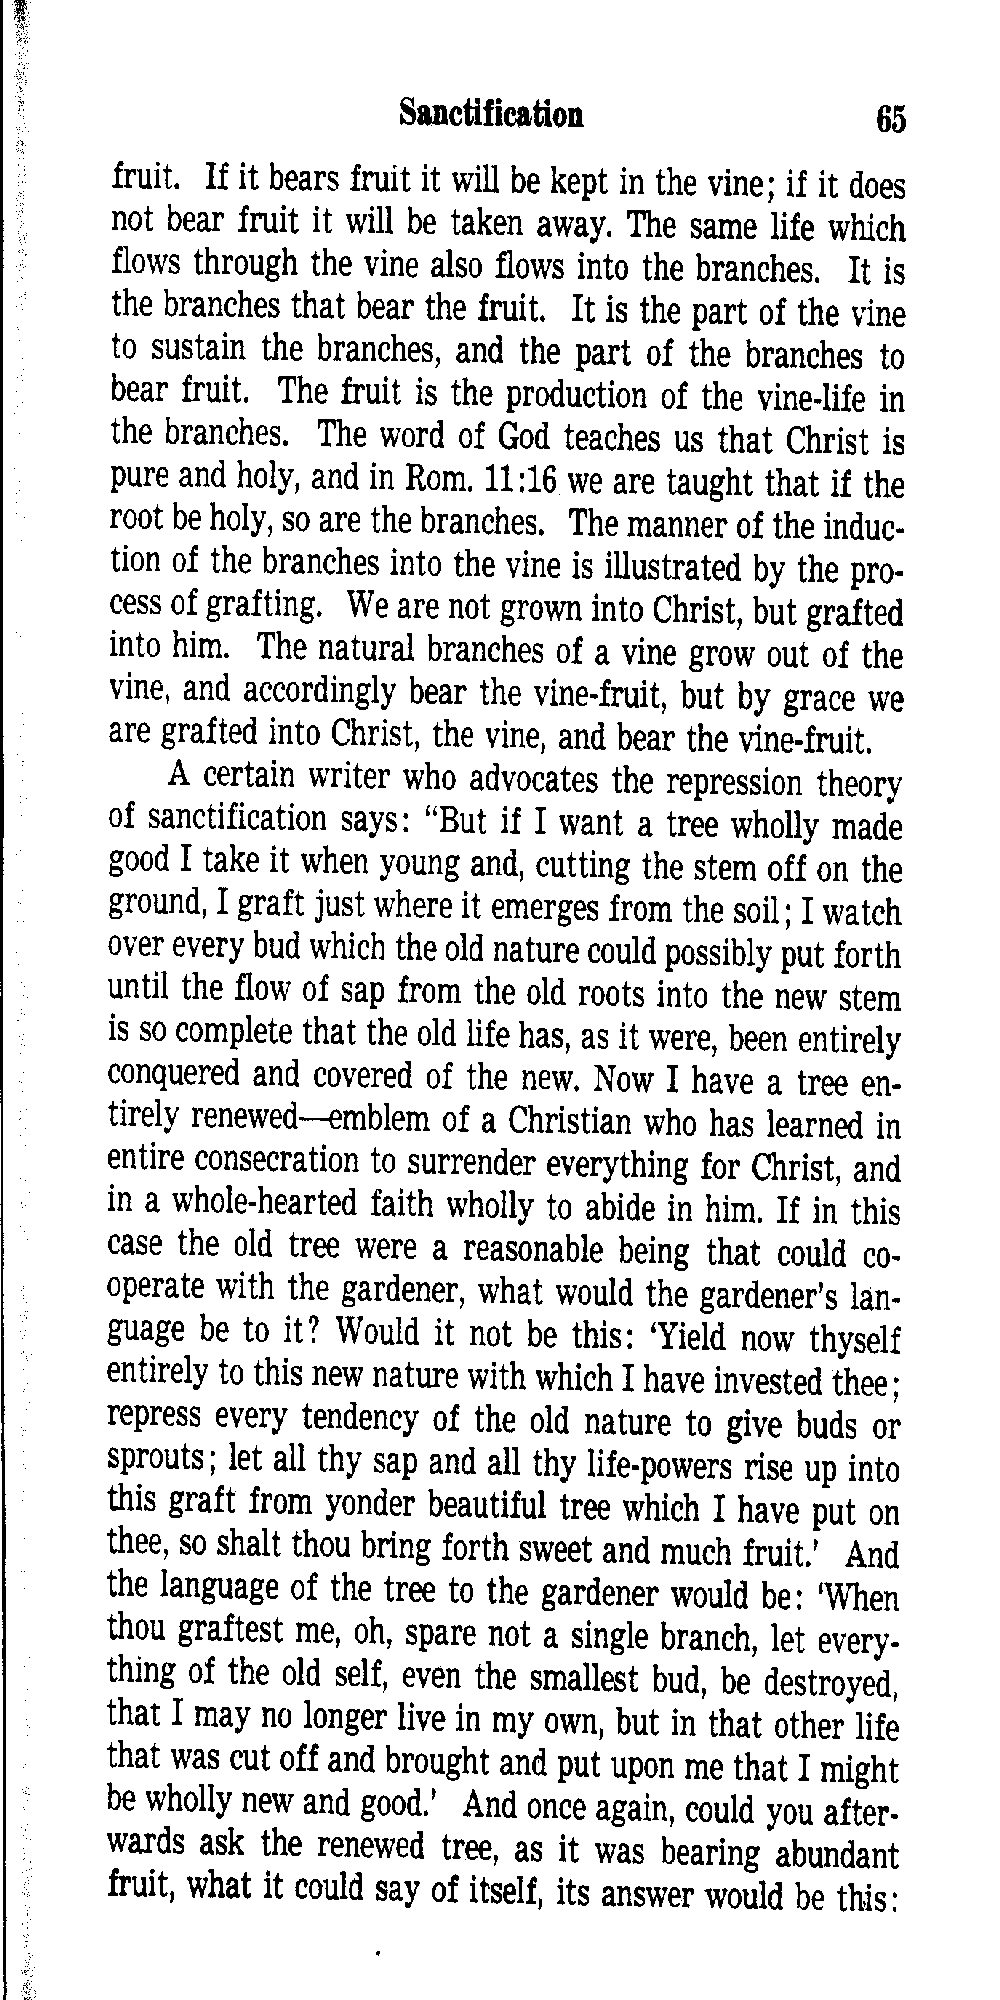 Sanctification 65
fruit. If it bears fruit it will be kept in the vine; if it does
not bear fruit it will be taken away. The same life which
flows through the vine also flows into the branches. It is
the branches that bear the fruit. It is the part of the vine
to sustain the branches, and the part of the branches to
bear fruit. The fruit is the production of the vine-life in
the branches. The word of God teaches us that Christ is
pure and holy, and in Rom. 11:16 we are taught that if the
root be holy, so are the branches. The manner of the induc-
tion of the branches into the vine is illustrated by the pro-
cess of grafting. We are not grown into Christ, but grafted
into him. The natural branches of a vine grow out of the
vine, and accordingly bear the vine-fruit, but by grace we
are grafted into Christ, the vine, and bear the vine-fruit.
A certain writer who advocates the repression theory
of sanctification says: “But if I want a tree wholly made
good I take it when young and, cutting the stem off on the
ground, I graft just where it emerges from the soil; I watch
over every bud which the old nature could possibly put forth
until the flow of sap from the old roots into the new stem
is so complete that the old life has, as it were, been entirely
conquered and covered of the new. Now I have a tree en-
tirely renewed—emblem of a Christian who has learned in
entire consecration to surrender everything for Christ, and
in a whole-hearted faith wholly to abide in him. If in this
case the old tree were a reasonable being that could co-
operate with the gardener, what would the gardener's lan-
guage be to it? Would it not be this: ‘Yield now thyself
entirely to this new nature with which I have invested thee;
repress every tendency of the old nature to give buds or
sprouts; let all thy sap and all thy life-powers rise up into
this graft from yonder beautiful tree which I have put on
thee, so shalt thou bring forth sweet and much fruit.’ And
the language of the tree to the gardener would be: ‘When
thou graftest me, oh, spare not a single branch, let every-
thing of the old self, even the smallest bud, be destroyed,
that I may no longer live in my own, but in that other life
that was cut off and brought and put upon me that I might
be wholly new and good.’ And once again, could you after-
wards ask the renewed tree, as it was bearing abundant
fruit, what it could say of itself, its answer would be this: